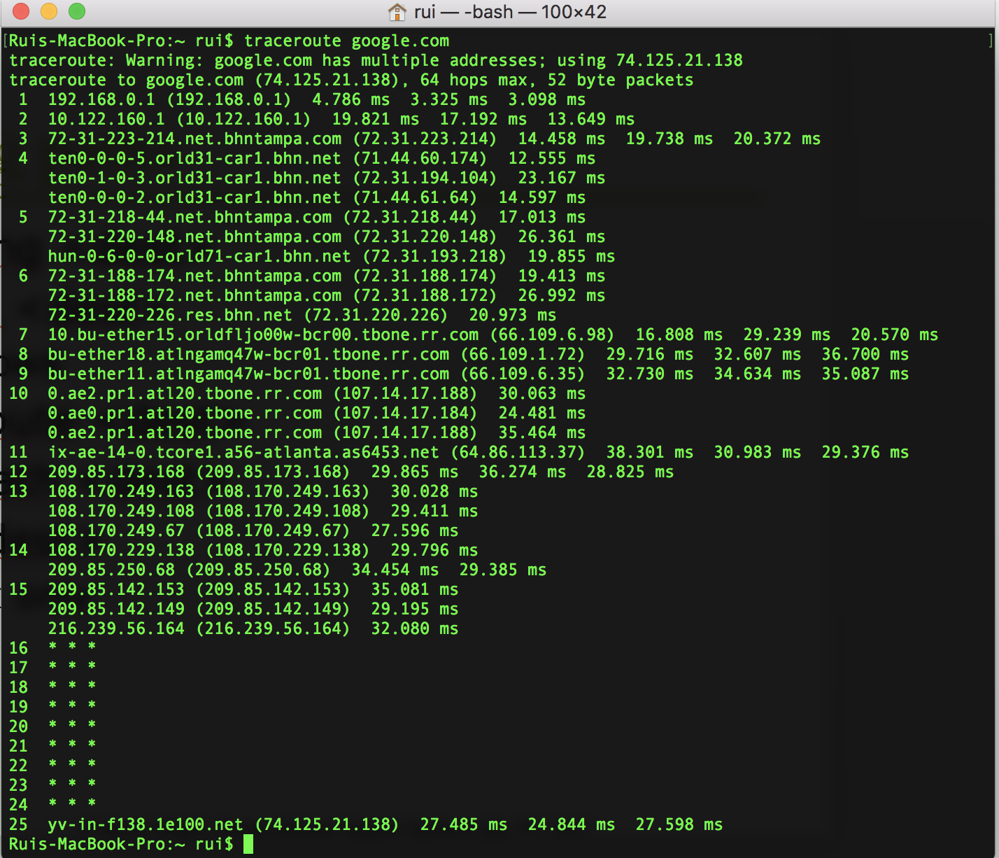 rui — -bash — 100×42
[Ruis-MacBook-Pro:~ rui$ traceroute google.com ]
traceroute: Warning: google.com has multiple addresses; using 74.125.21.138
traceroute to google.com (74.125.21.138), 64 hops max, 52 byte packets
1 192.168.0.1 (192.168.0.1) 4.786 ms 3.325 ms 3.098 ms
2 10.122.160.1 (10.122.160.1) 19.821 ms 17.192 ms 13.649 ms
3 72-31-223-214.net.bhntampa.com (72.31.223.214) 14.458 ms 19.738 ms 20.372 ms
4 ten0-0-0-5.orld31-car1.bhn.net (71.44.60.174) 12.555 ms
ten0-1-0-3.orld31-car1.bhn.net (72.31.194.104) 23.167 ms
ten0-0-0-2.orld31-car1.bhn.net (71.44.61.64) 14.597 ms
5 72-31-218-44.net.bhntampa.com (72.31.218.44) 17.013 ms
72-31-220-148.net.bhntampa.com (72.31.220.148) 26.361 ms
hun-0-6-0-0-orld71-car1.bhn.net (72.31.193.218) 19.855 ms
6 72-31-188-174.net.bhntampa.com (72.31.188.174) 19.413 ms
72-31-188-172.net.bhntampa.com (72.31.188.172) 26.992 ms
72-31-220-226.res.bhn.net (72.31.220.226) 20.973 ms
7 10.bu-ether15.orldfljo00w-bcr00.tbone.rr.com (66.109.6.98) 16.808 ms 29.239 ms 20.570 ms
8 bu-ether18.atlngamq47w-bcr01.tbone.rr.com (66.109.1.72) 29.716 ms 32.607 ms 36.700 ms
9 bu-ether11.atlngamq47w-bcr01.tbone.rr.com (66.109.6.35) 32.730 ms 34.634 ms 35.087 ms
10 0.ae2.pr1.atl20.tbone.rr.com (107.14.17.188) 30.063 ms
0.ae0.pr1.atl20.tbone.rr.com (107.14.17.184) 24.481 ms
0.ae2.pr1.atl20.tbone.rr.com (107.14.17.188) 35.464 ms
11 ix-ae-14-0.tcore1.a56-atlanta.as6453.net (64.86.113.37) 38.301 ms 30.983 ms 29.376 ms
12 209.85.173.168 (209.85.173.168) 29.865 ms 36.274 ms 28.825 ms
13 108.170.249.163 (108.170.249.163) 30.028 ms
108.170.249.108 (108.170.249.108) 29.411 ms
108.170.249.67 (108.170.249.67) 27.596 ms
14 108.170.229.138 (108.170.229.138) 29.796 ms
209.85.250.68 (209.85.250.68) 34.454 ms 29.385 ms
15 209.85.142.153 (209.85.142.153) 35.081 ms
209.85.142.149 (209.85.142.149) 29.195 ms
216.239.56.164 (216.239.56.164) 32.080 ms
16 * * *
17 * * *
18 * * *
19 * * *
20 * * *
21 * * *
22 * * *
23 * * *
24 * * *
25 yv-in-f138.1e100.net (74.125.21.138) 27.485 ms 24.844 ms 27.598 ms
Ruis-MacBook-Pro:~ rui$